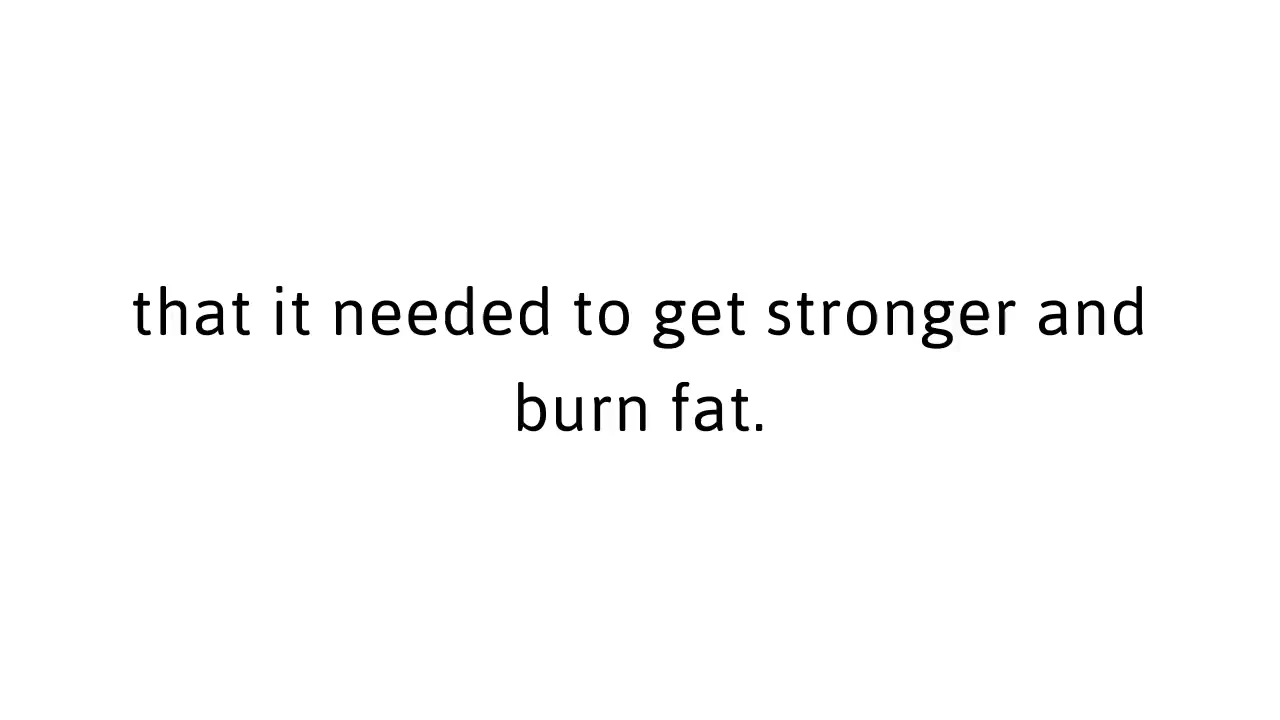 that it needed to get stronger and
burn fat.